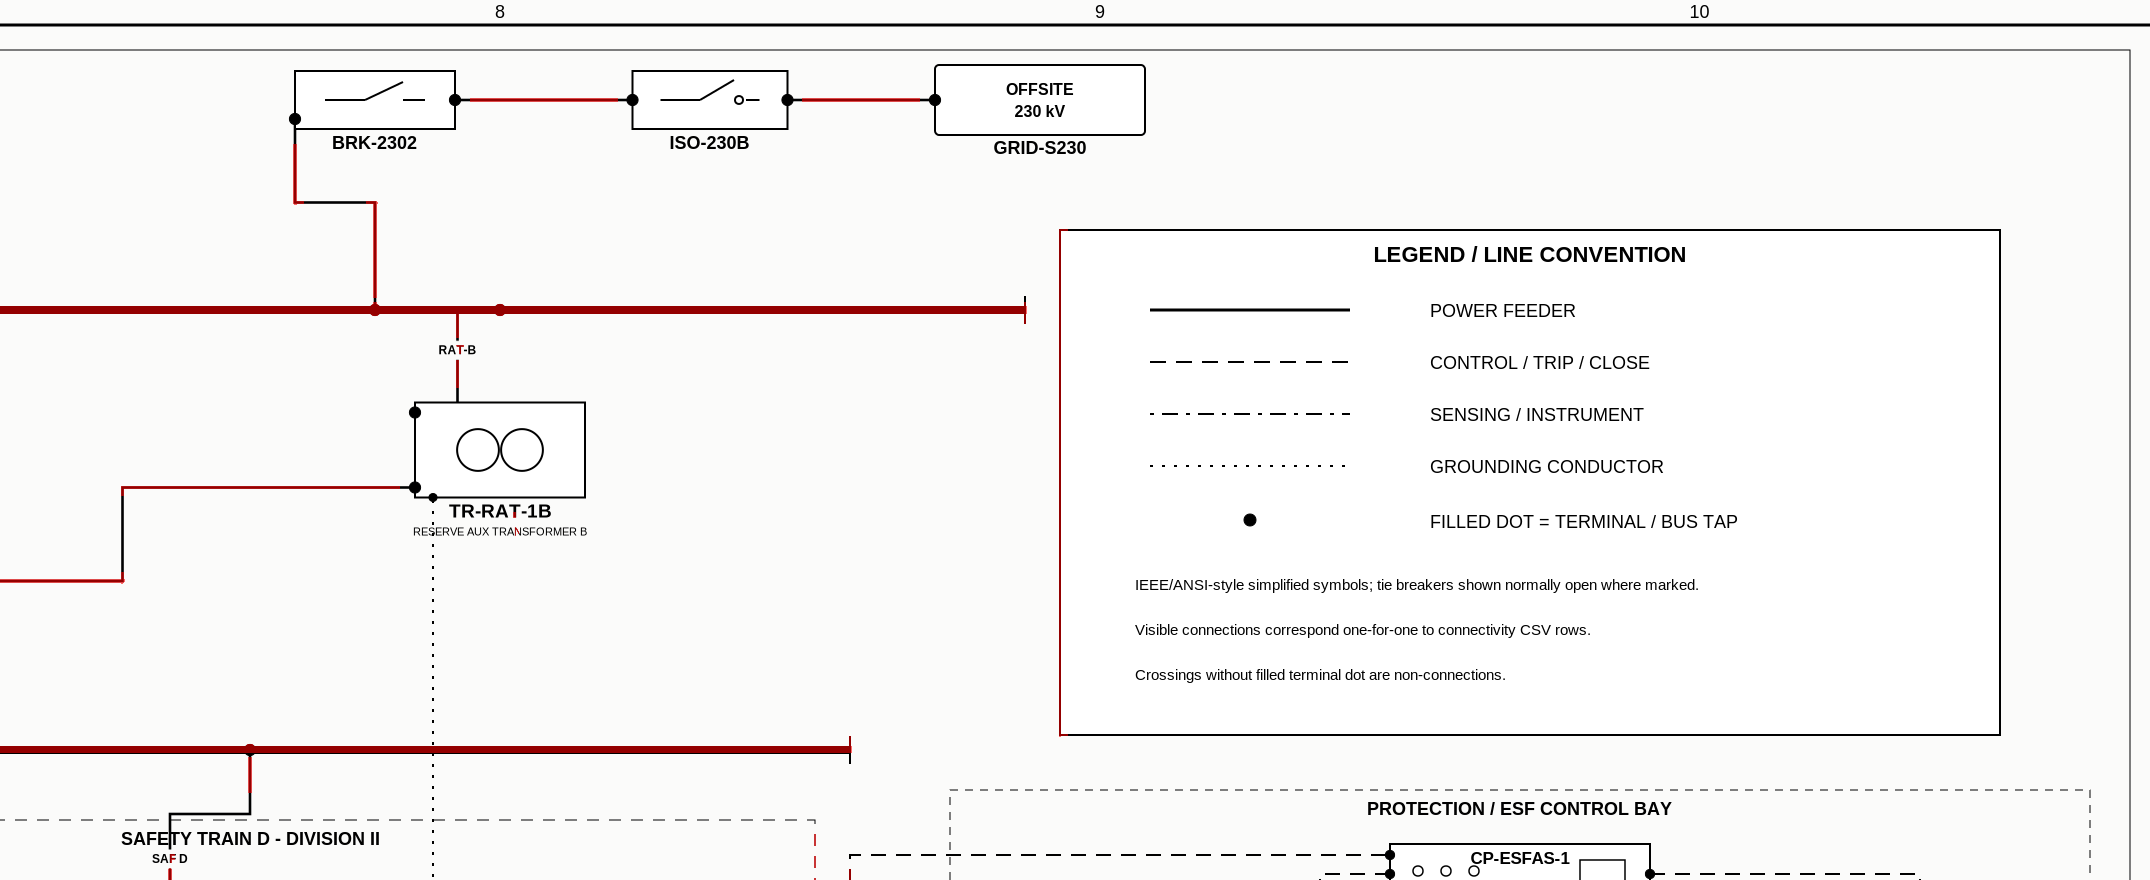 8
9
10
OFFSITE
230 kV
BRK-2302
ISO-230B
GRID-S230
LEGEND / LINE CONVENTION
POWER FEEDER
CONTROL / TRIP / CLOSE
SENSING / INSTRUMENT
GROUNDING CONDUCTOR
FILLED DOT = TERMINAL / BUS TAP
IEEE/ANSI-style simplified symbols; tie breakers shown normally open where marked.
Visible connections correspond one-for-one to connectivity CSV rows.
Crossings without filled terminal dot are non-connections.
RAT-B
TR-RAT-1B
RESERVE AUX TRANSFORMER B
SAFETY TRAIN D - DIVISION II
SAF D
PROTECTION / ESF CONTROL BAY
CP-ESFAS-1